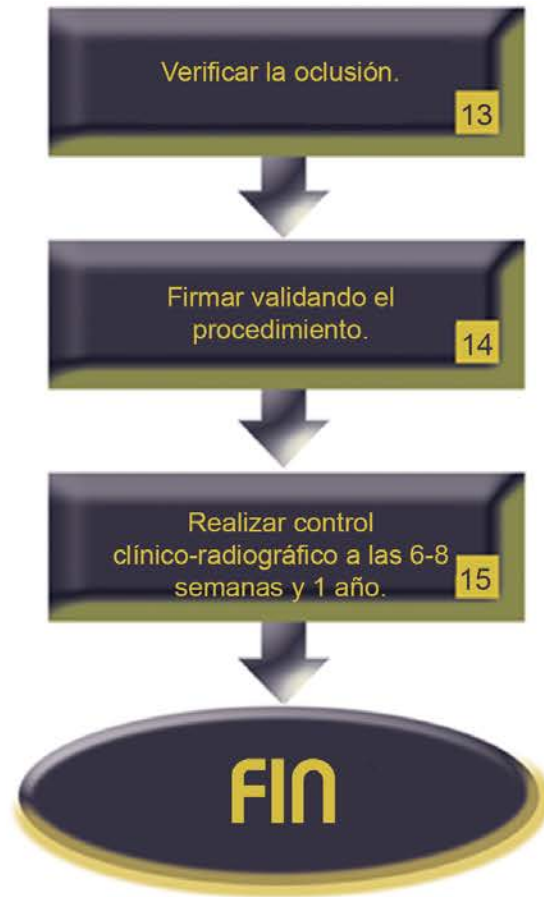 Verificar la oclusión.
13
Firmar validando el
procedimiento.
14
Realizar control
clínico-radiográfico a las 6-8
semanas y 1 año.
15
FIN